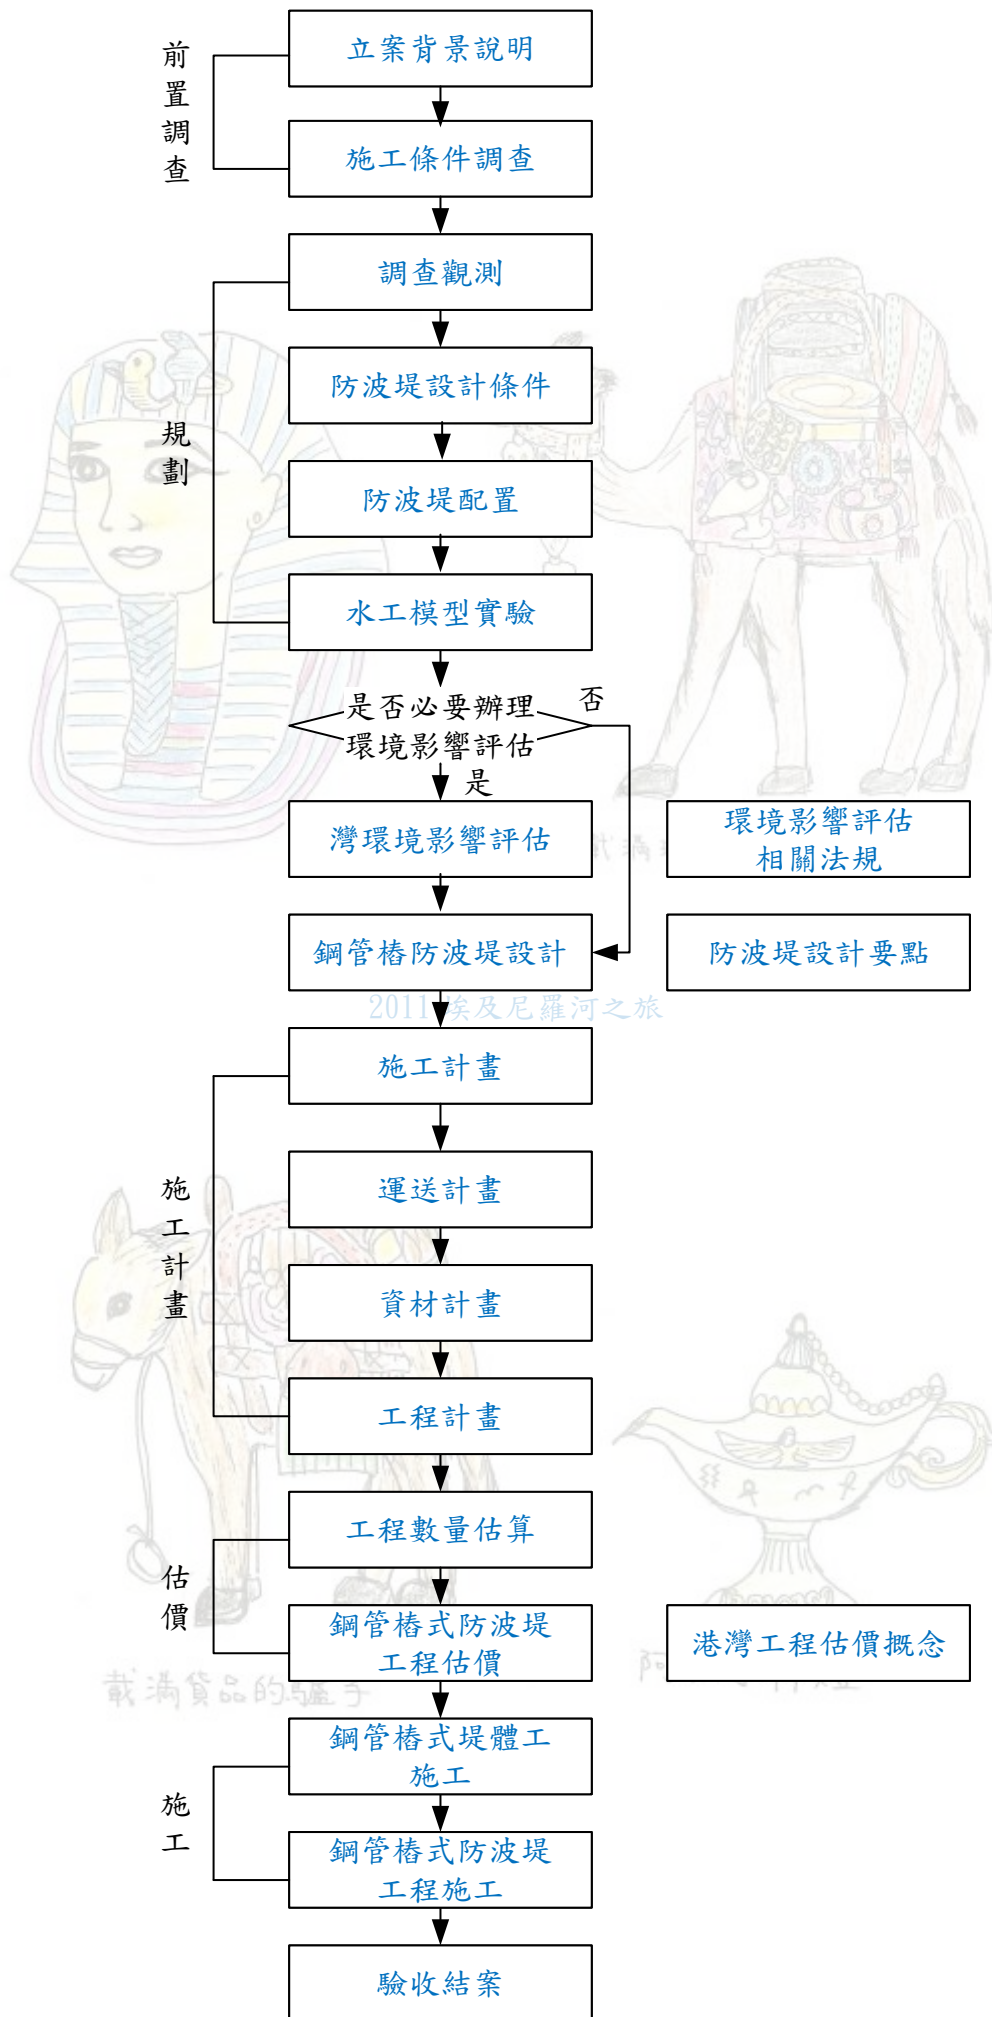 前置調查
立案背景說明
施工條件調查
規劃
調查觀測
防波堤設計條件
防波堤配置
水工模型實驗
是否必要辦理
環境影響評估
否
是
灣環境影響評估
環境影響評估
相關法規
載滿
鋼管樁防波堤設計
防波堤設計要點
2011埃及尼羅河之旅
施工計畫
施工計畫
運送計畫
資材計畫
工程計畫
估價
工程數量估算
鋼管樁式防波堤
工程估價
港灣工程估價概念
載滿貨品的驢子
阿
施工
鋼管樁式堤體工
施工
鋼管樁式防波堤
工程施工
驗收結案